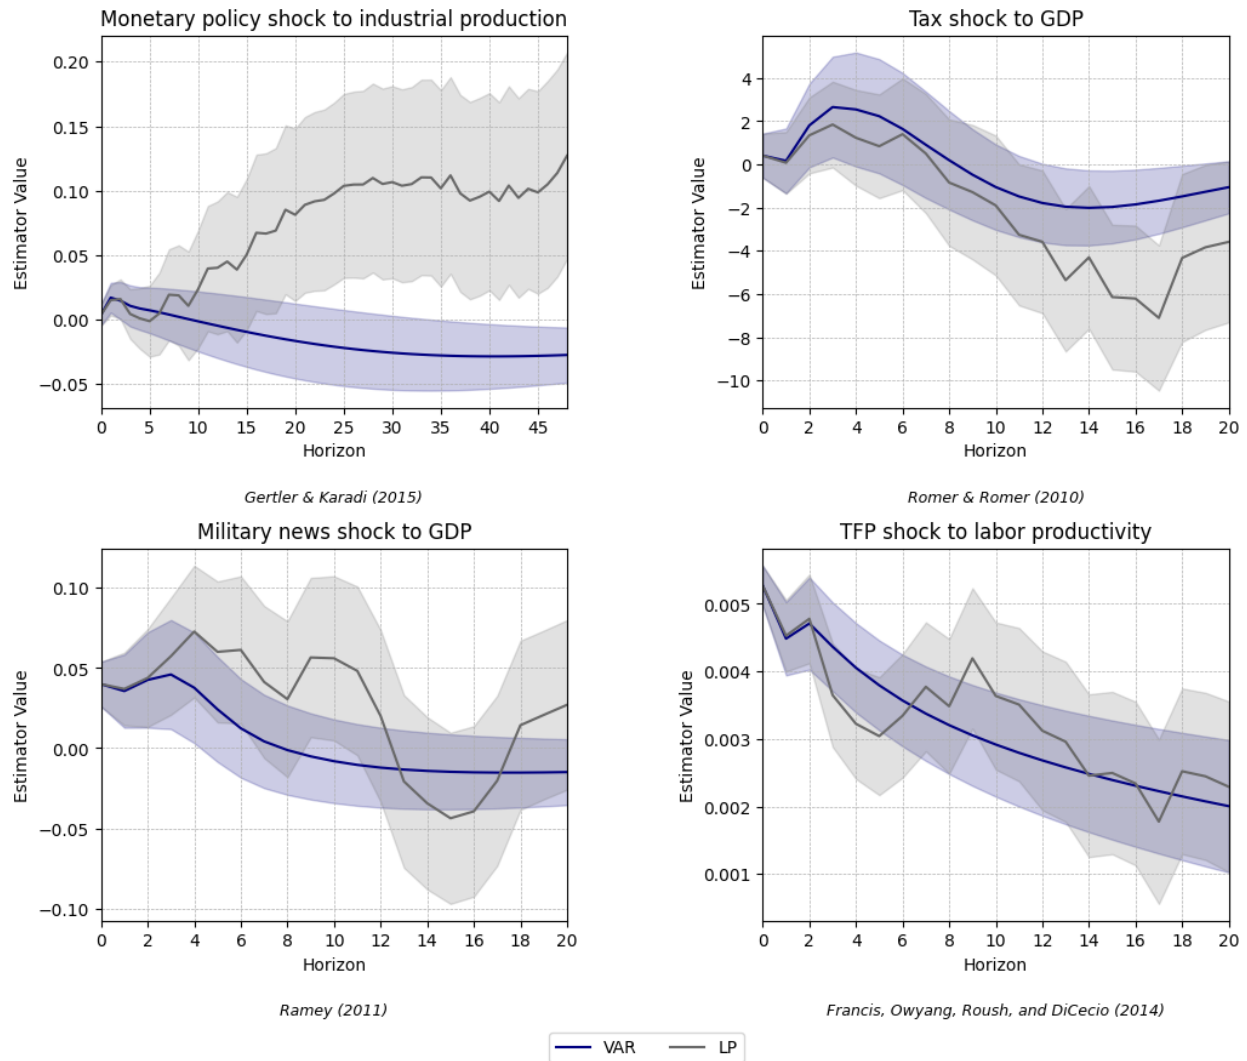 Monetary policy shock to industrial production
Tax shock to GDP
Estimator Value
0.20
0.15
0.10
0.05
0.00
−0.05
0 5 10 15 20 25 30 35 40 45
Horizon
Gertler & Karadi (2015)
Estimator Value
4
2
0
−2
−4
−6
−8
−10
0 2 4 6 8 10 12 14 16 18 20
Horizon
Romer & Romer (2010)
Military news shock to GDP
TFP shock to labor productivity
Estimator Value
0.10
0.05
0.00
−0.05
−0.10
0 2 4 6 8 10 12 14 16 18 20
Horizon
Ramey (2011)
Estimator Value
0.005
0.004
0.003
0.002
0.001
0 2 4 6 8 10 12 14 16 18 20
Horizon
Francis, Owyang, Roush, and DiCecio (2014)
VAR LP